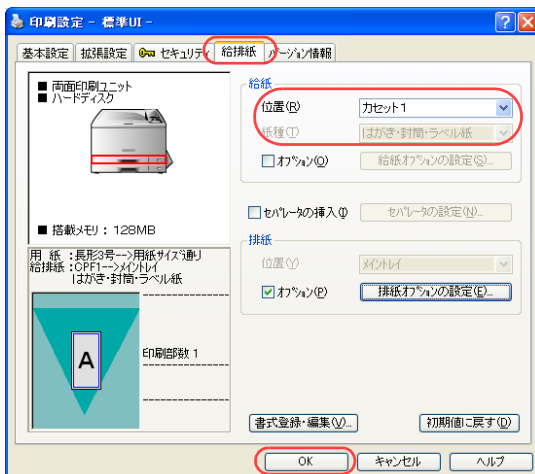 印刷設定 - 標準UI -
基本設定 拡張設定 セキュリティ 給排紙 バージョン情報
■ 両面印刷ユニット
■ ハードディスク
■ 搭載メモリ : 128MB
用 紙 :長形3号-->用紙サイズ通り
給排紙 :CPF1-->メイントレイ
はがき・封筒・ラベル紙
A
印刷部数 1
給紙
位置(R) カセット1
紙種(T) はがき・封筒・ラベル紙
オプション(O) 給紙オプションの設定(S)...
セパレータの挿入(I) セパレータの設定(N)...
排紙
位置(Y) メイントレイ
オプション(P) 排紙オプションの設定(E)...
書式登録・編集(V)... 初期値に戻す(D)
OK キャンセル ヘルプ